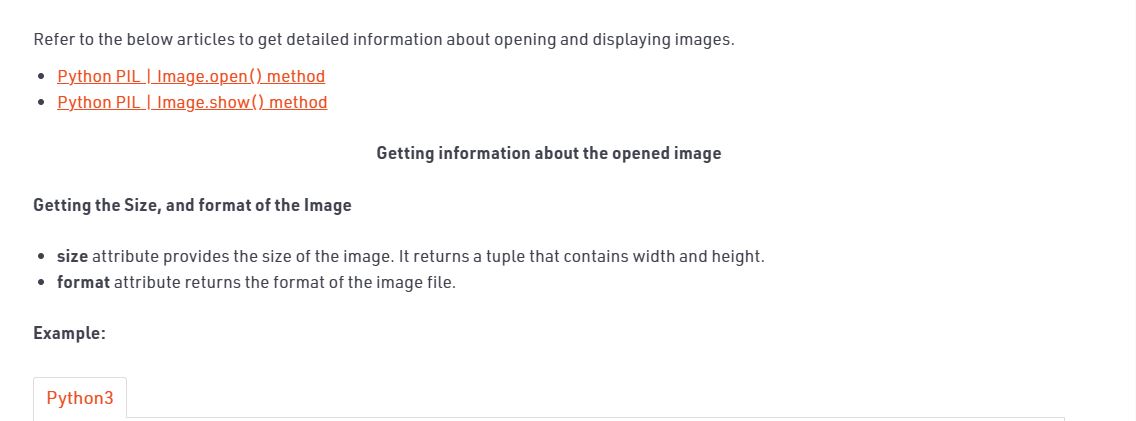 Refer to the below articles to get detailed information about opening and displaying images.
Python PIL | Image.open() method
Python PIL | Image.show() method
Getting information about the opened image
Getting the Size, and format of the Image
size attribute provides the size of the image. It returns a tuple that contains width and height.
format attribute returns the format of the image file.
Example:
Python3